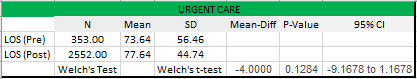 URGENT CARE
N Mean SD Mean-Diff P-Value 95% CI
LOS (Pre) 353.00 73.64 56.46
LOS (Post) 2552.00 77.64 44.74
Welch's Test Welch's t-test -4.0000 0.1284 -9.1678 to 1.1678